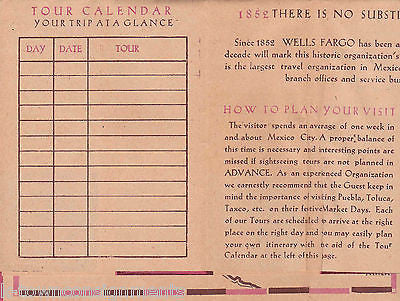 TOUR CALENDAR
YOUR TRIP AT A GLANCE
DAY DATE TOUR
1852 THERE IS NO SUBSTI
Since 1852 WELLS FARGO has been a
decade will mark this historic organization's
is the largest travel organization in Mexico
branch offices and service bu
HOW TO PLAN YOUR VISIT
The visitor spends an average of one week in
and about Mexico City. A proper balance of
this time is necessary and interesting points are
missed if sightseeing tours are not planned in
ADVANCE. As an experienced Organization
we earnestly recommend that the Guest keep in
mind the importance of visiting Puebla, Toluca,
Taxco, etc. on their festive Market Days. Each
of our Tours are scheduled to arrive at the right
place on the right day and you may easily plan
your own itinerary with the aid of the Tour
Calendar at the left of this page.